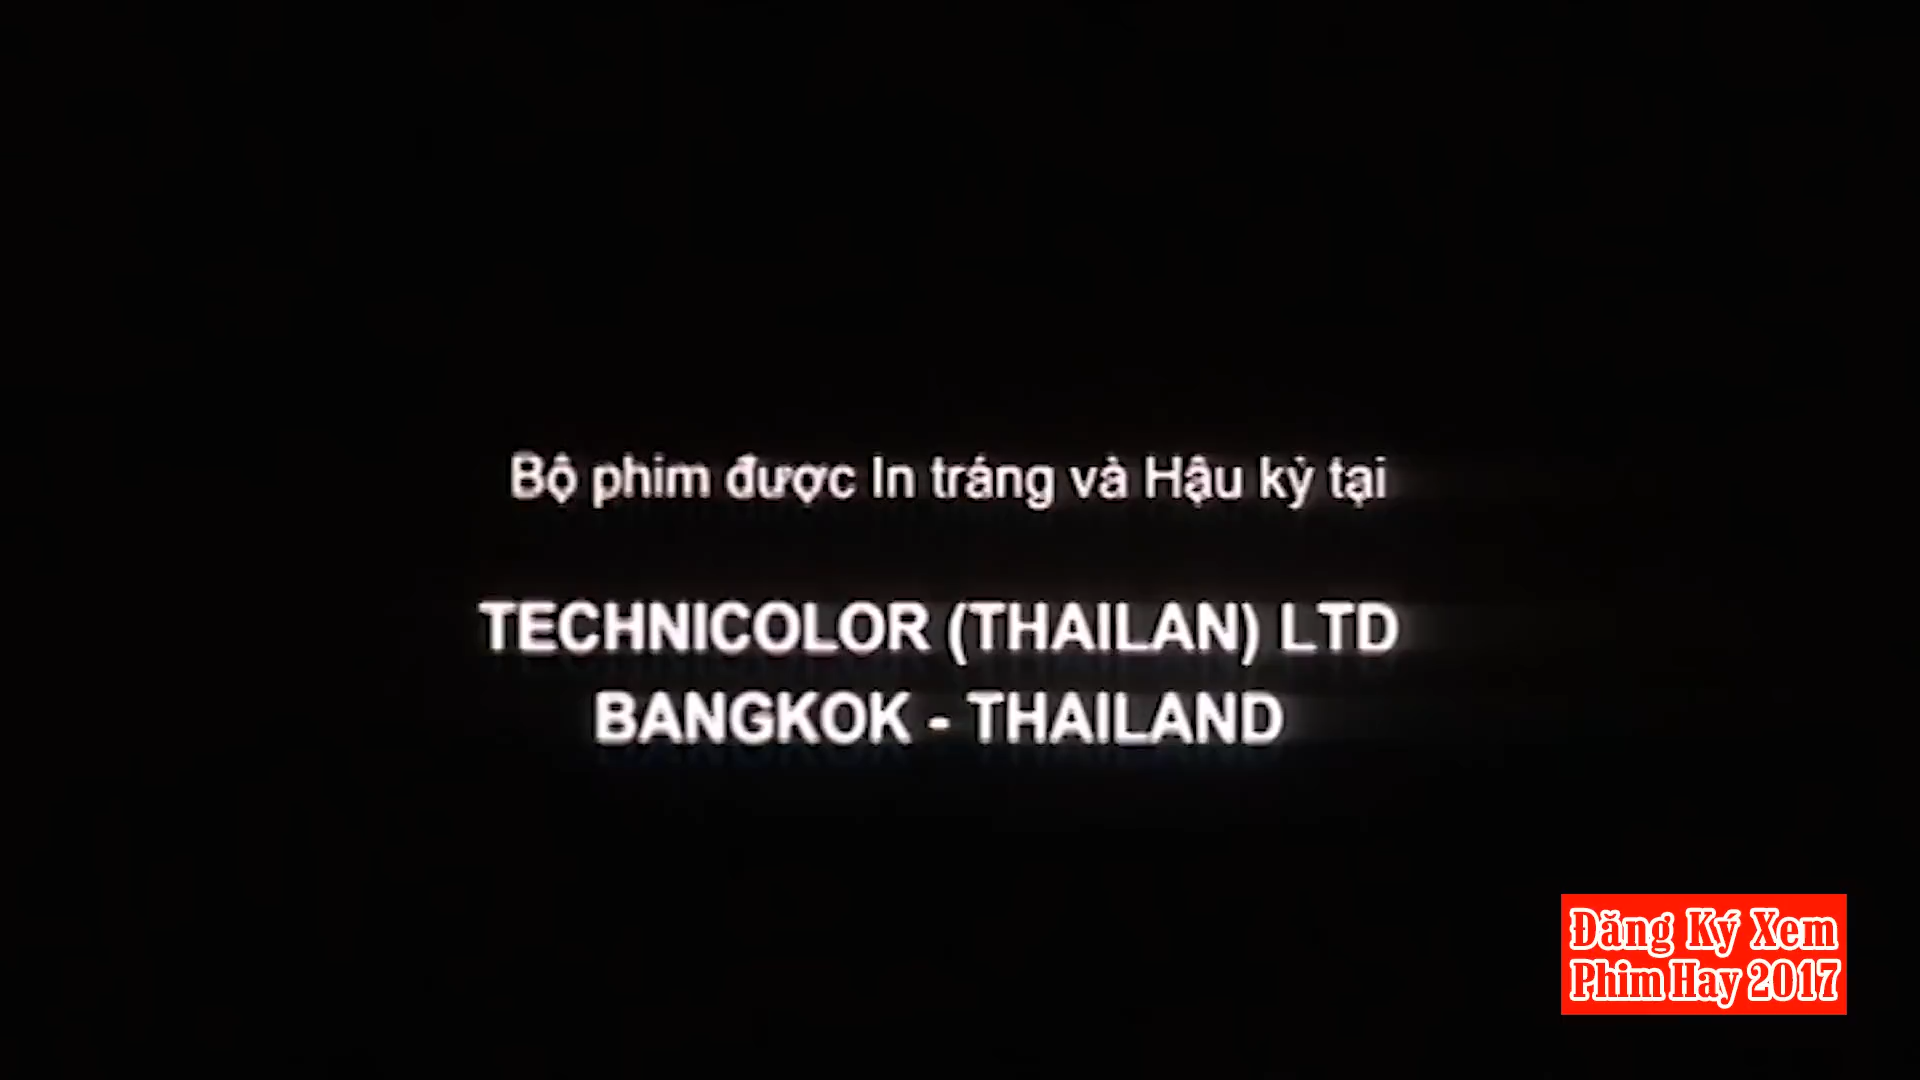 Bộ phim được In tráng và Hậu kỳ tại
TECHNICOLOR (THAILAN) LTD
BANGKOK - THAILAND
Đăng Ký Xem
Phim Hay 2017